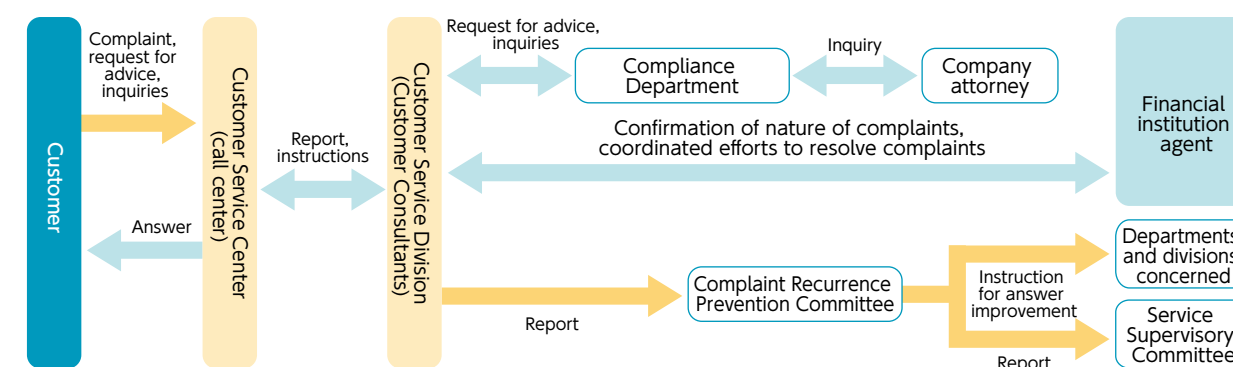 Customer
Complaint,
request for
advice,
inquiries
Answer
Customer Service Center
(call center)
Report,
instructions
Customer Service Division
(Customer Consultants)
Request for advice,
inquiries
Compliance
Department
Inquiry
Company
attorney
Confirmation of nature of complaints,
coordinated efforts to resolve complaints
Financial
institution
agent
Report
Complaint Recurrence
Prevention Committee
Instruction
for answer
improvement
Report
Departments
and divisions
concerned
Service
Supervisory
Committee